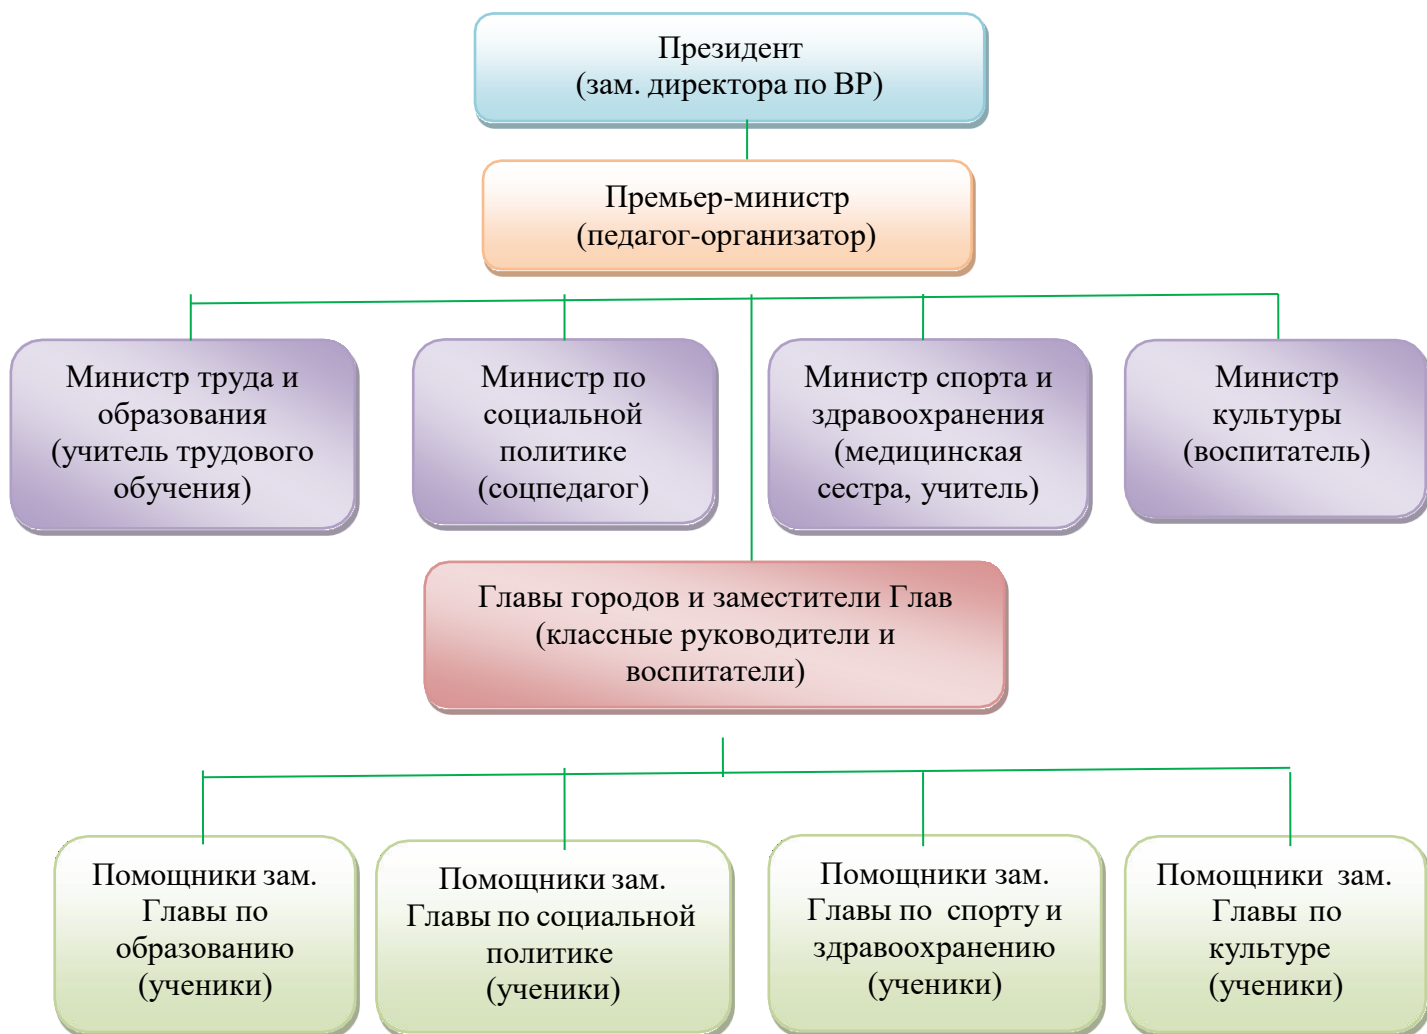 Президент
(зам. директора по ВР)
Премьер-министр
(педагог-организатор)
Министр труда и
образования
(учитель трудового
обучения)
Министр по
социальной
политике
(соцпедагог)
Министр спорта и
здравоохранения
(медицинская
сестра, учитель)
Министр
культуры
(воспитатель)
Главы городов и заместители Глав
(классные руководители и
воспитатели)
Помощники зам.
Главы по
образованию
(ученики)
Помощники зам.
Главы по социальной
политике
(ученики)
Помощники зам.
Главы по спорту и
здравоохранению
(ученики)
Помощники зам.
Главы по
культуре
(ученики)